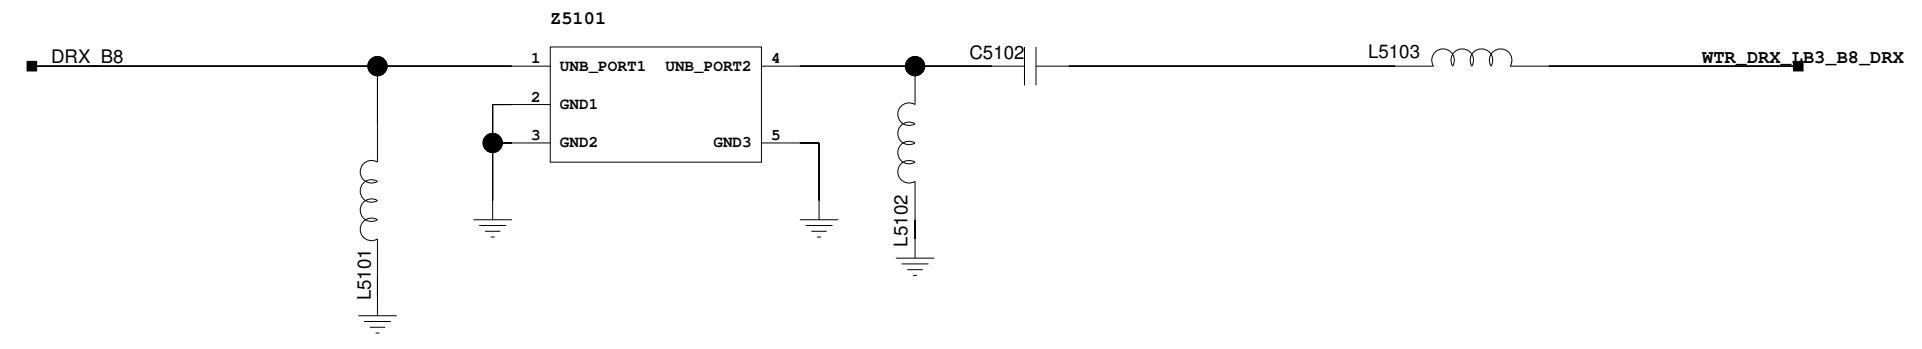 Z5101
DRX_B8
1 UNB_PORT1 UNB_PORT2 4
C5102
L5103
WTR_DRX_LB3_B8_DRX
2 GND1
3 GND2 GND3 5
L5102
L5101